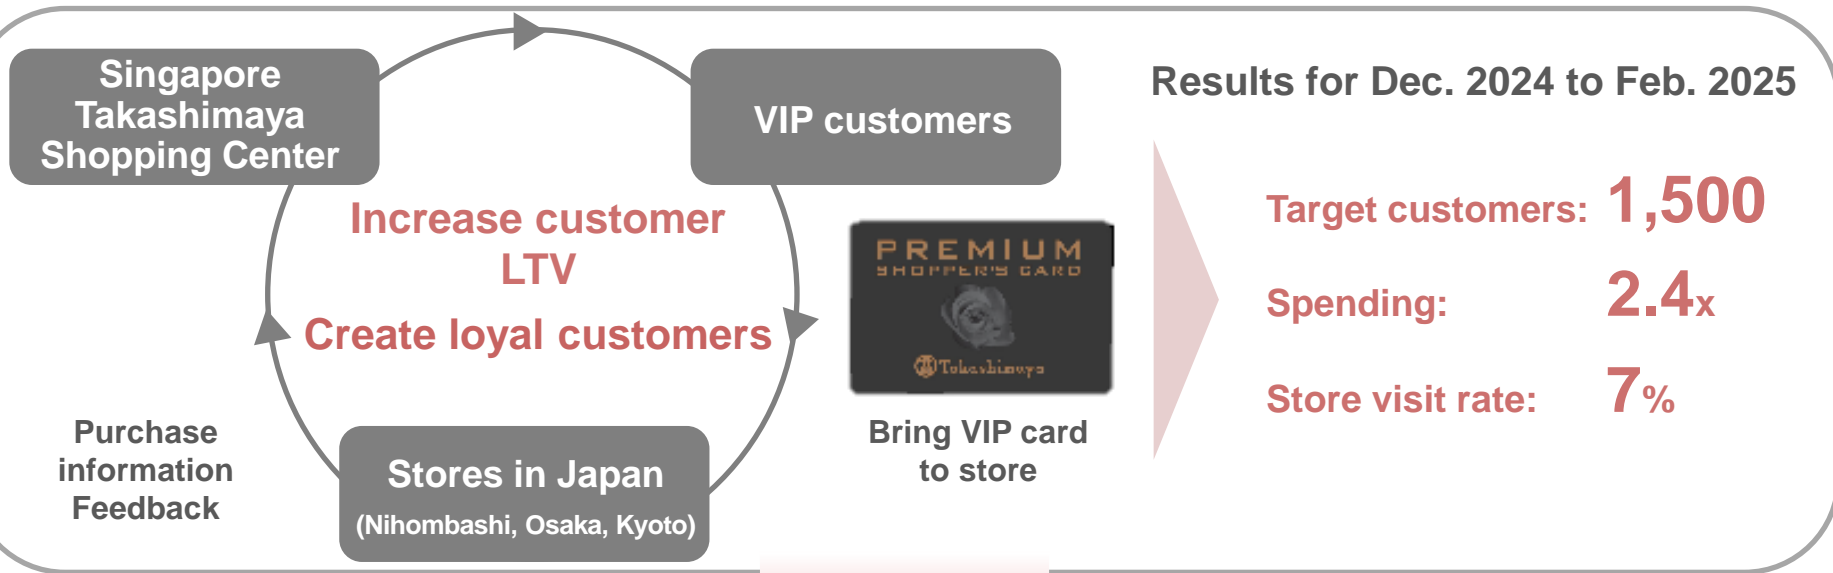 Singapore
Takashimaya
Shopping Center
VIP customers
Increase customer
LTV
Create loyal customers
PREMIUM
SHOPPER'S CARD
Takashimaya
Bring VIP card
to store
Purchase
information
Feedback
Stores in Japan
(Nihombashi, Osaka, Kyoto)
Results for Dec. 2024 to Feb. 2025
Target customers: 1,500
Spending: 2.4x
Store visit rate: 7%